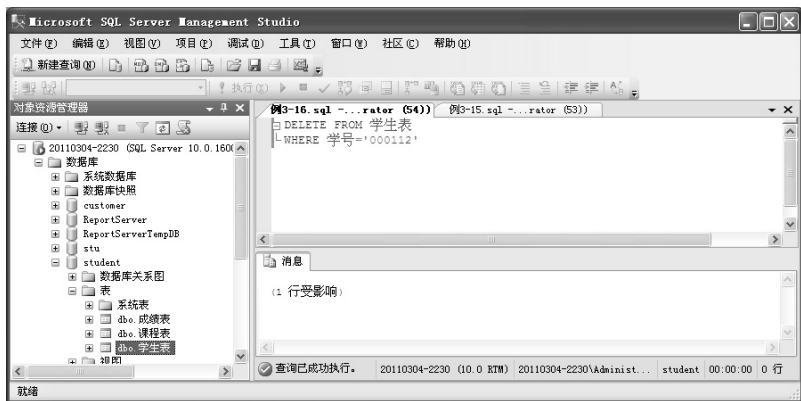 Microsoft SQL Server Management Studio
文件(F) 编辑(E) 视图(V) 项目(P) 调试(D) 工具(T) 窗口(W) 社区(C) 帮助(H)
新建查询(N)
执行(X)
对象资源管理器
连接(O)
20110304-2230 (SQL Server 10.0.160
数据库
系统数据库
数据库快照
customer
ReportServer
ReportServerTempDB
stu
student
数据库关系图
表
系统表
dbo.成绩表
dbo.课程表
dbo.学生表
视图
例3-16.sql -...rator (54))
例3-15.sql -...rator (53))
DELETE FROM 学生表
WHERE 学号='000112'
消息
(1 行受影响)
查询已成功执行。 20110304-2230 (10.0 RTM) 20110304-2230\Administ... student 00:00:00 0 行
就绪